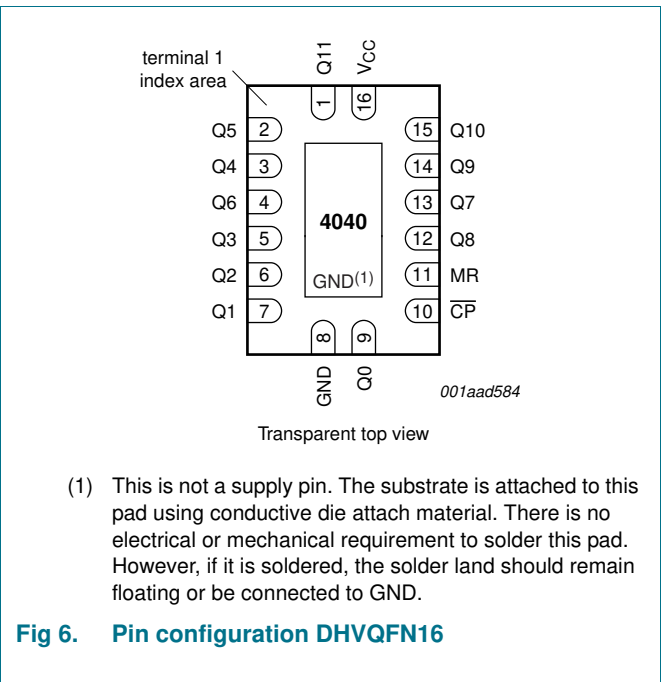 terminal 1
index area
Q11
VCC
1
16
Q5 2
15 Q10
Q4 3
14 Q9
Q6 4
13 Q7
Q3 5
12 Q8
Q2 6
11 MR
Q1 7
10 CP
4040
GND(1)
8
9
GND
Q0
001aad584
Transparent top view
(1) This is not a supply pin. The substrate is attached to this
pad using conductive die attach material. There is no
electrical or mechanical requirement to solder this pad.
However, if it is soldered, the solder land should remain
floating or be connected to GND.
Fig 6. Pin configuration DHVQFN16